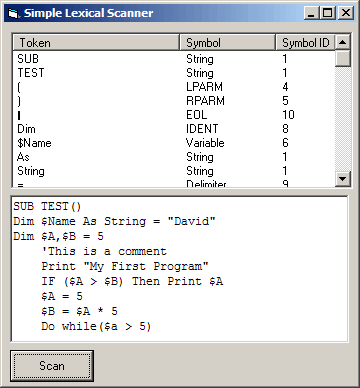 Simple Lexical Scanner
Token Symbol Symbol ID
SUB String 1
TEST String 1
( LPARM 4
) RPARM 5
EOL 10
Dim IDENT 8
$Name Variable 6
As String 1
String String 1
= Delimiter 9
SUB TEST()
Dim $Name As String = "David"
Dim $A,$B = 5
'This is a comment
Print "My First Program"
IF ($A > $B) Then Print $A
$A = 5
$B = $A * 5
Do while($a > 5)
Scan